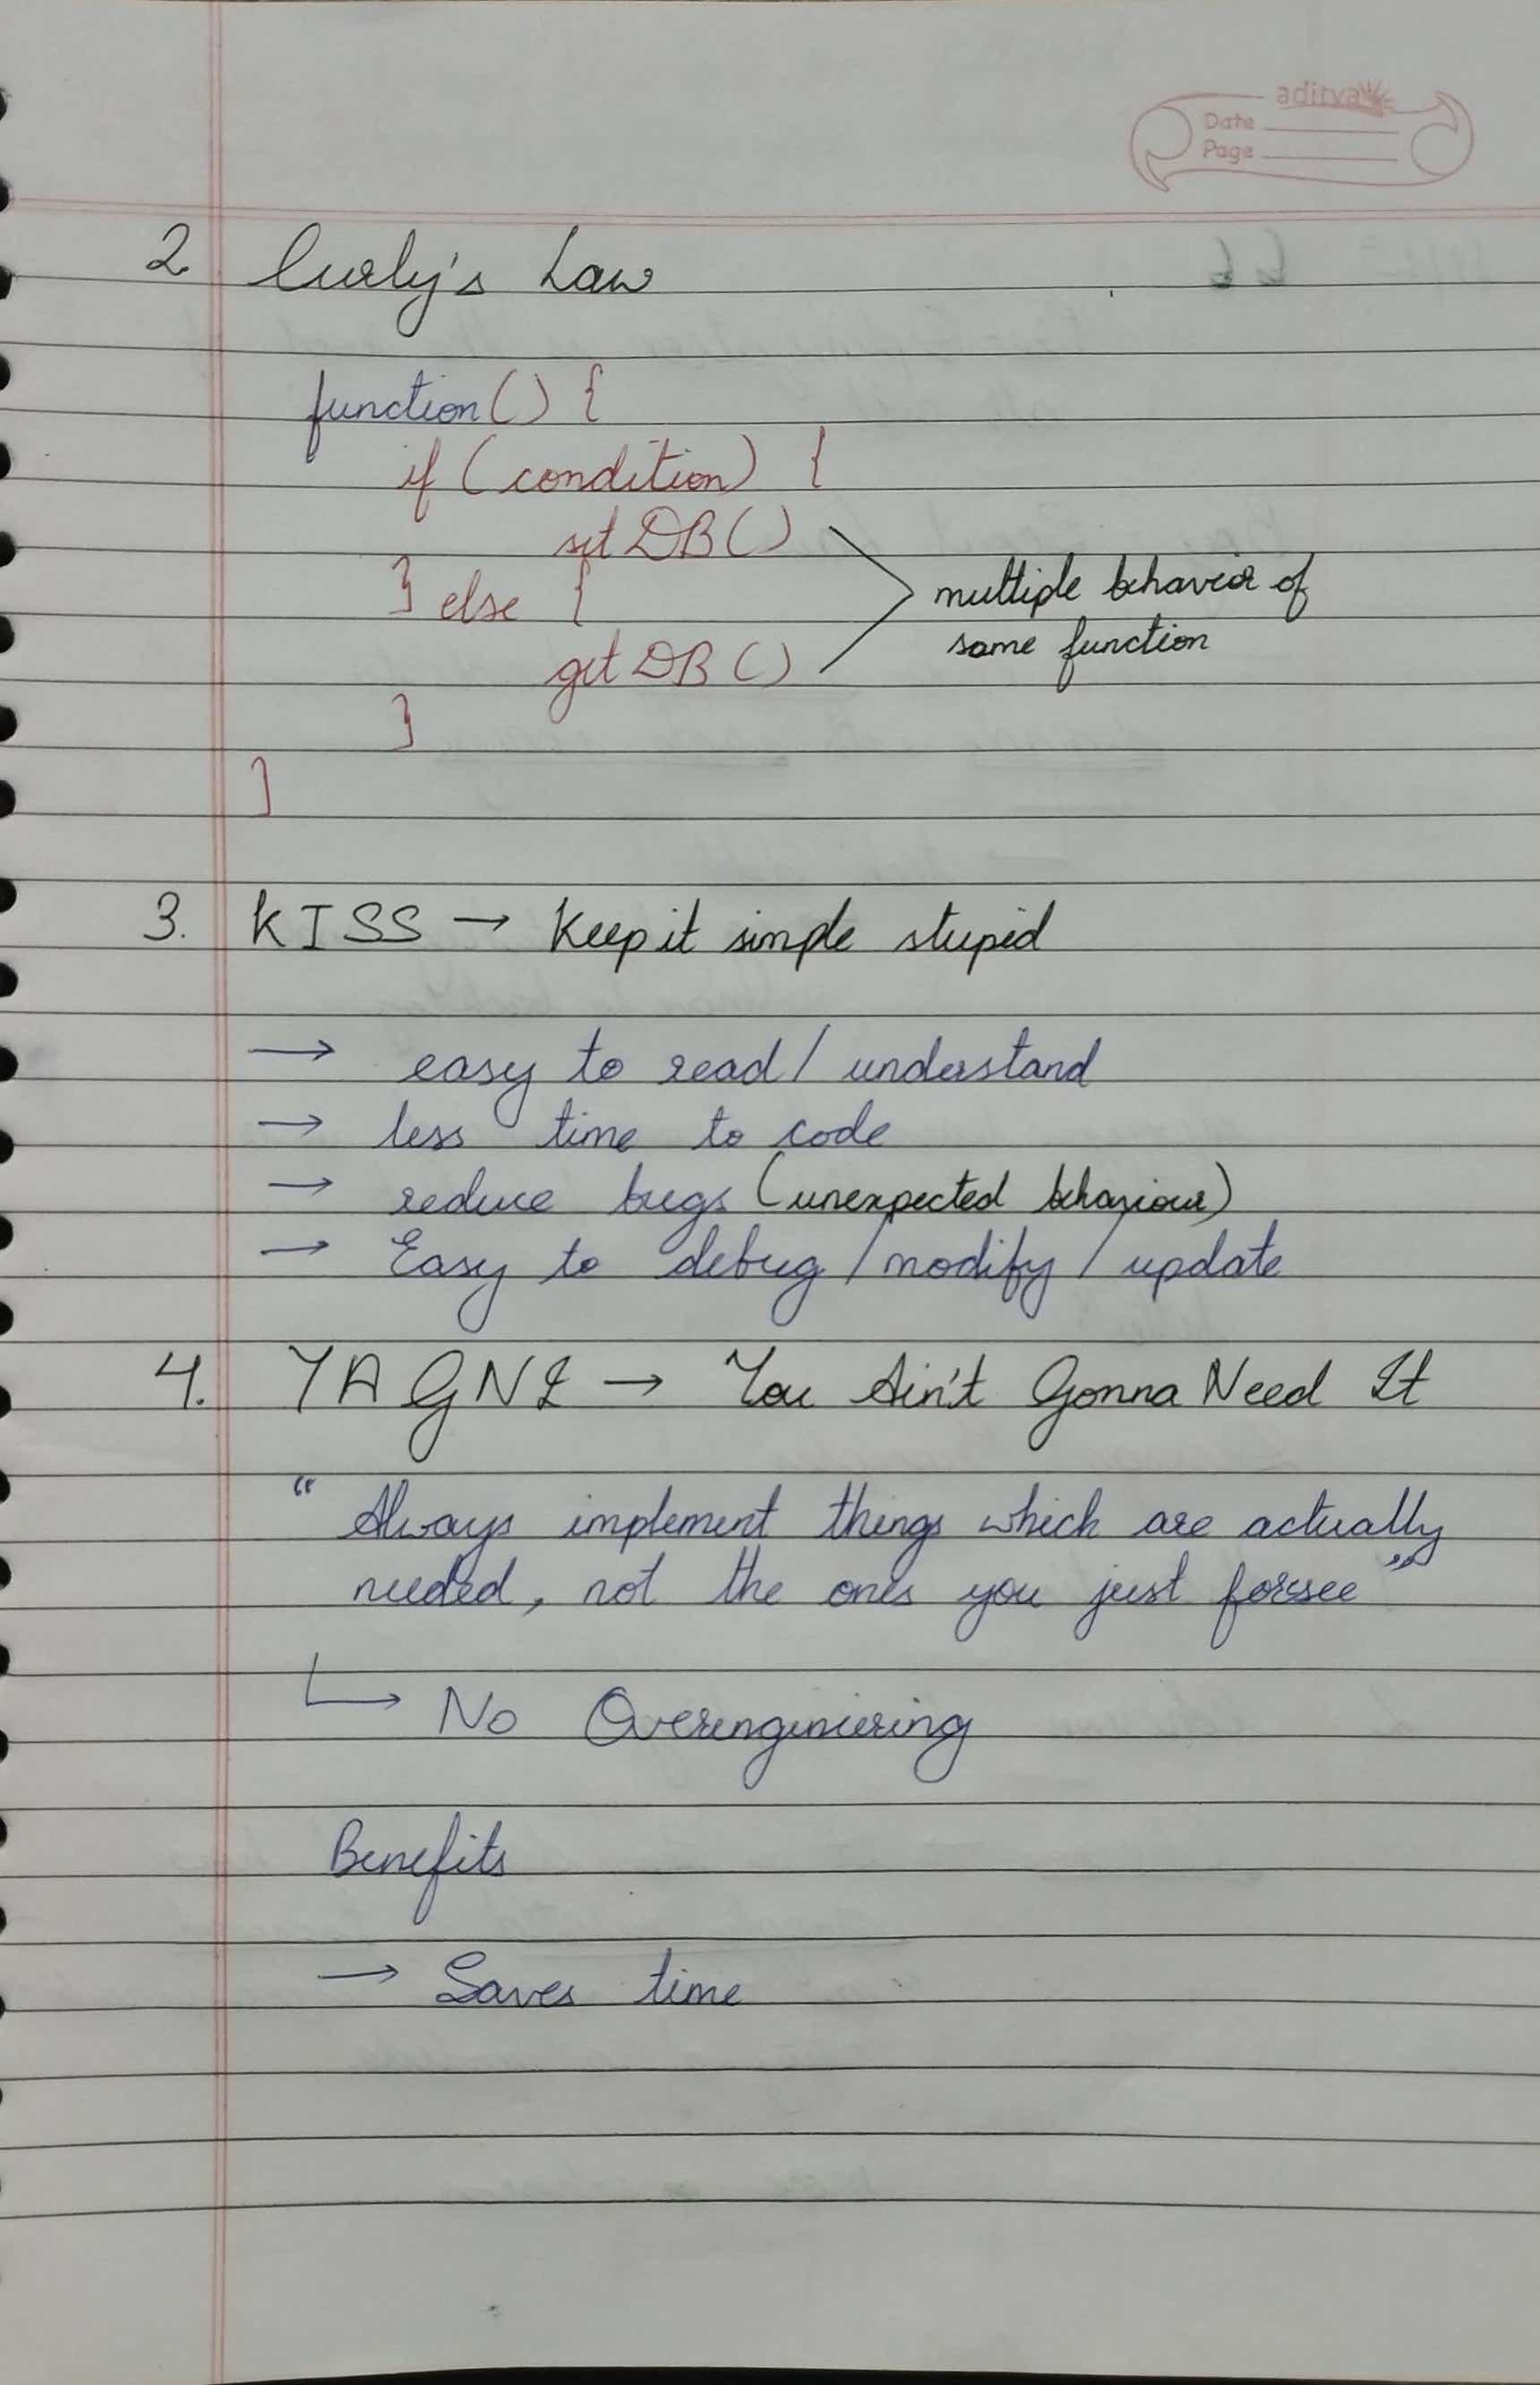 aditya
Date
Page
2 Curly's Law
function() {
if (condition) {
set DB()
} else {
get DB()
}
}
multiple behavior of
same function
3. KISS → Keep it simple stupid
→ easy to read / understand
→ less time to code
→ reduce bugs (unexpected behaviour)
→ Easy to debug / modify / update
4. YAGNI → You Ain't Gonna Need It
“ Always implement things which are actually
needed, not the ones you just forsee ”
↳ No Overengineering
Benefits
→ Saves time